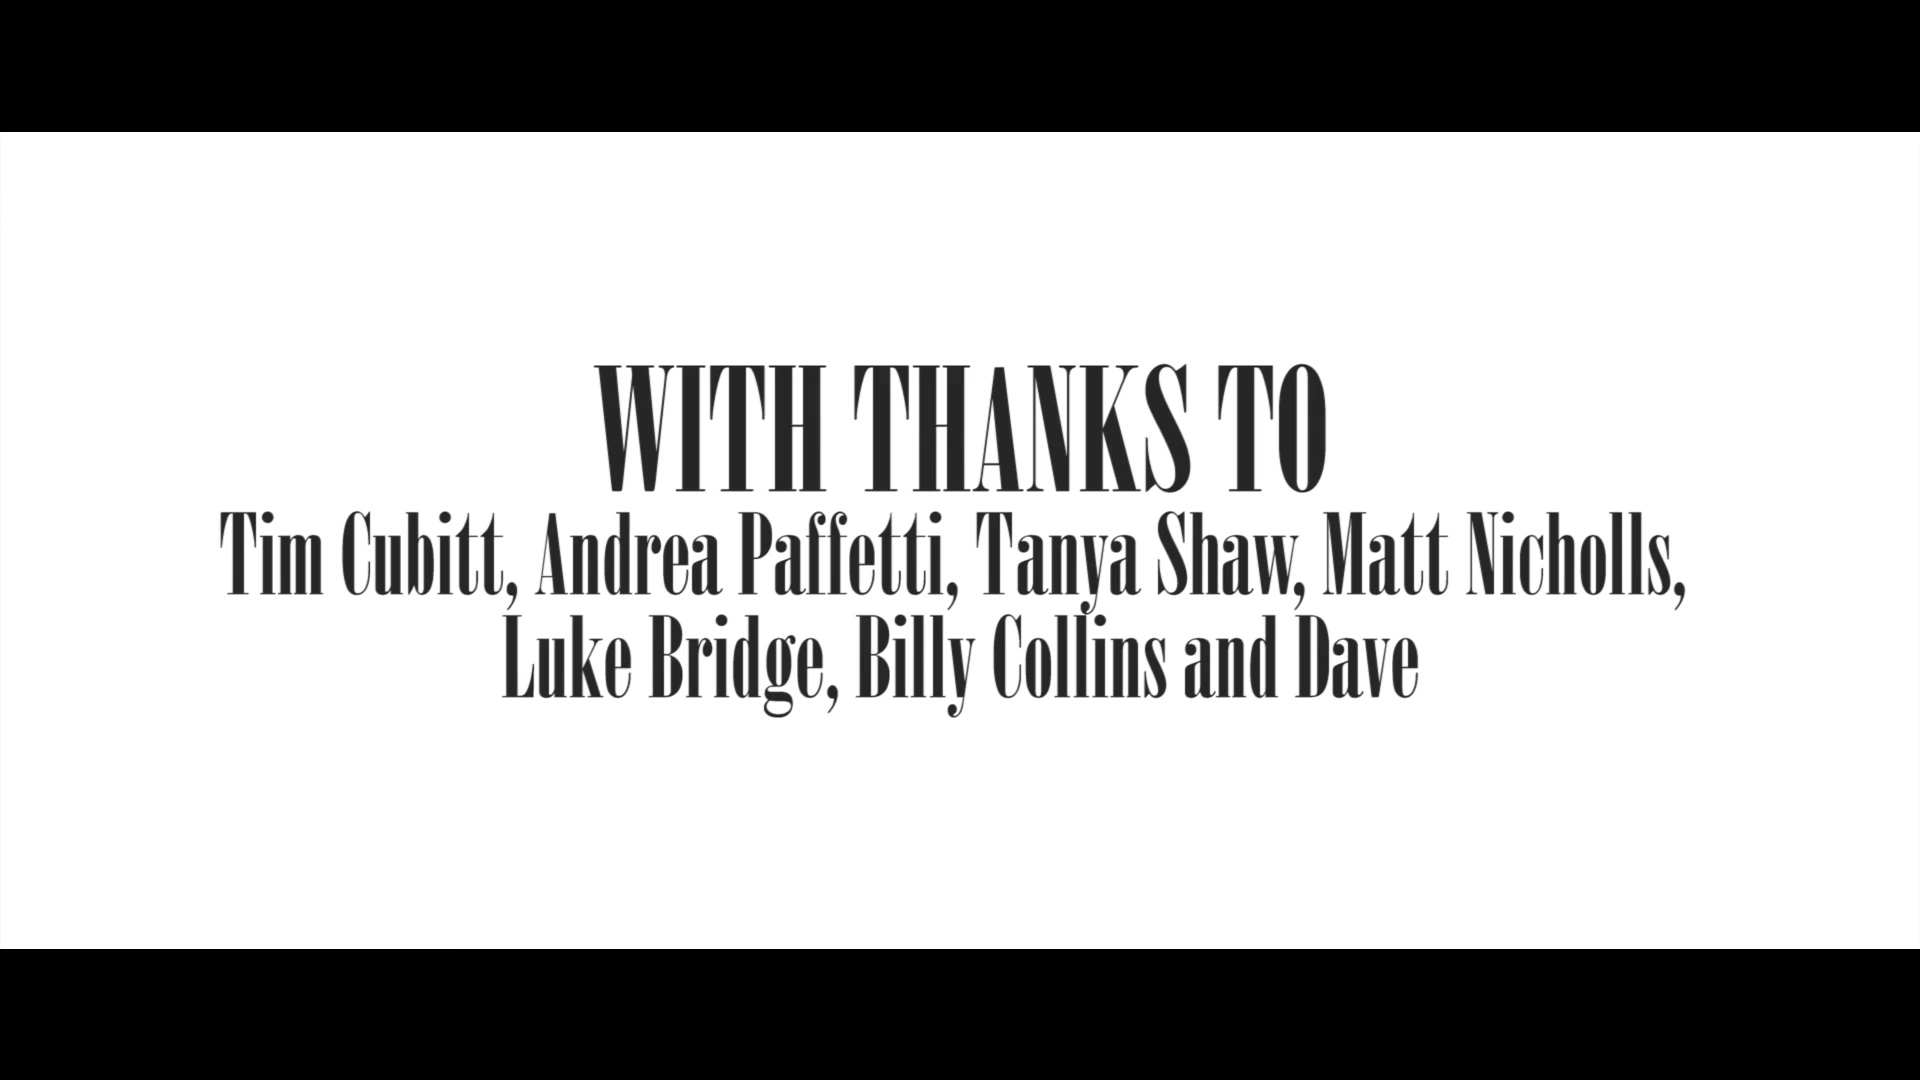 WITH THANKS TO
Tim Cubitt, Andrea Paffetti, Tanya Shaw, Matt Nicholls,
Luke Bridge, Billy Collins and Dave